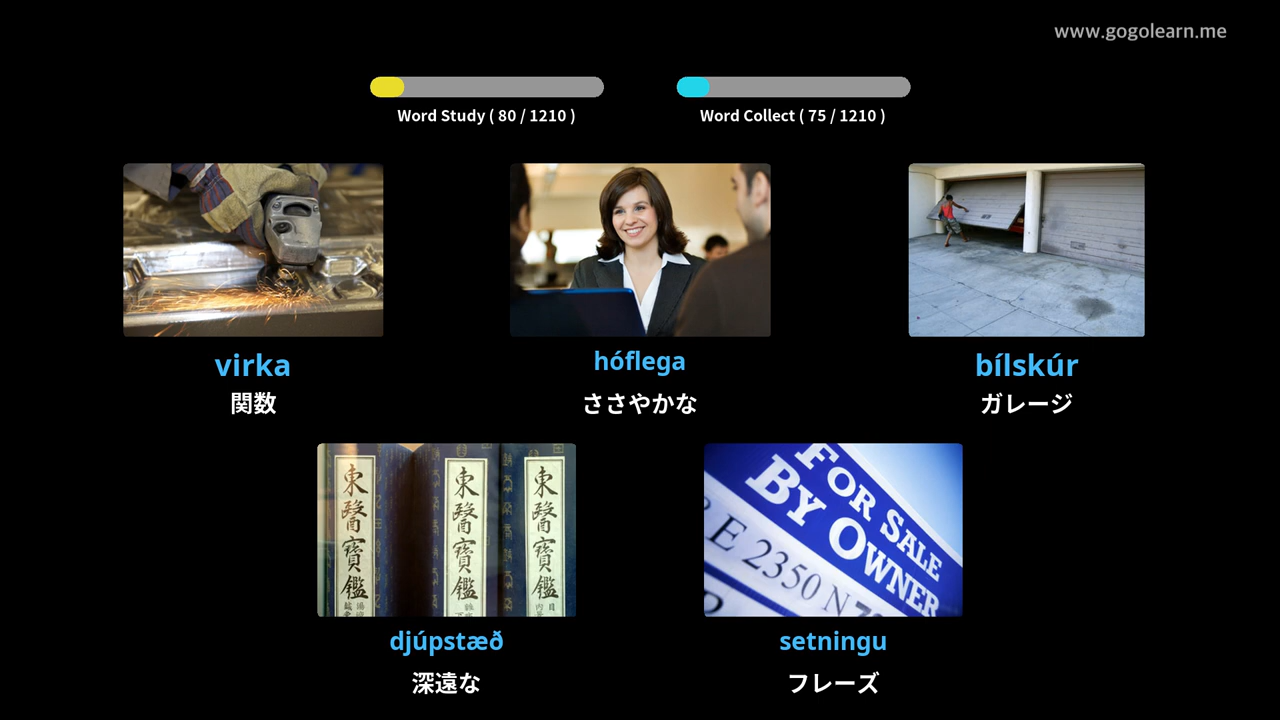 www.gogolearn.me
Word Study ( 80 / 1210 )
Word Collect ( 75 / 1210 )
virka
関数
hóflega
ささやかな
bílskúr
ガレージ
東醫寶鑑
東醫寶鑑
東醫寶鑑
FOR SALE
BY OWNER
E 2350 N
djúpstæð
深遠な
setningu
フレーズ